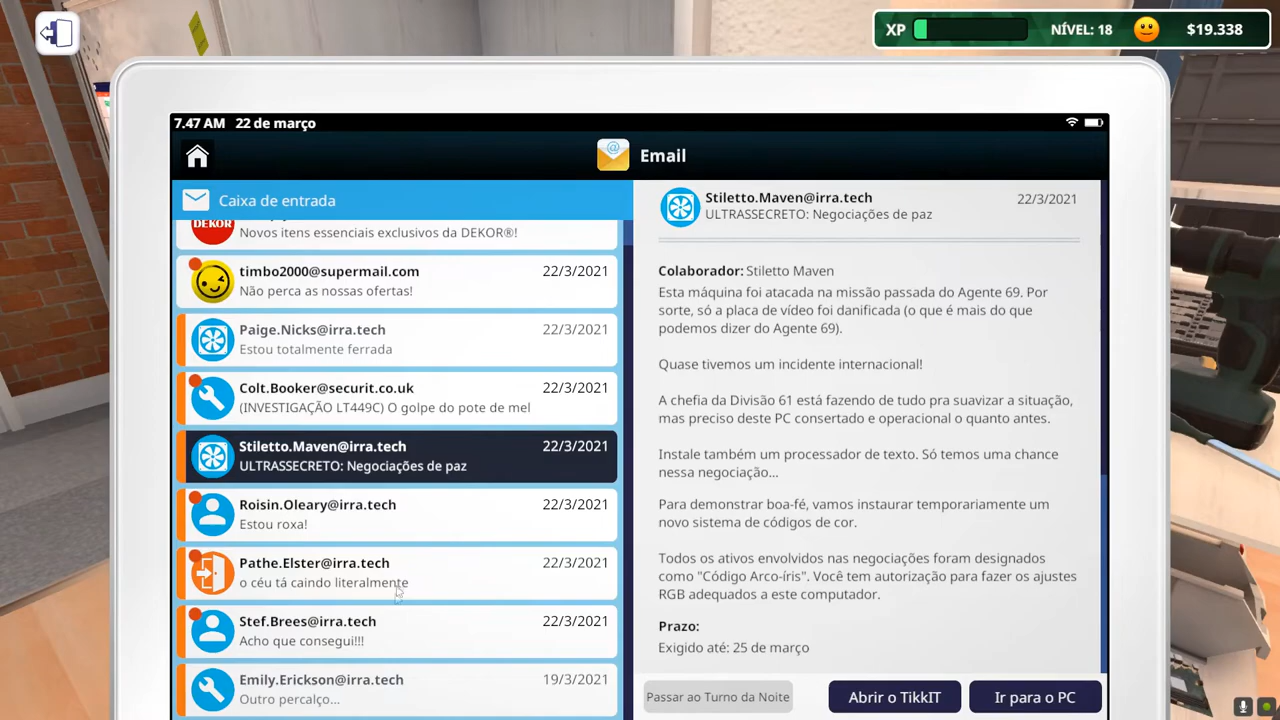 XP
NÍVEL: 18
$19.338
7.47 AM 22 de março
Email
Caixa de entrada
DEKOR
Novos itens essenciais exclusivos da DEKOR®!
timbo2000@supermail.com
22/3/2021
Não perca as nossas ofertas!
Paige.Nicks@irra.tech
22/3/2021
Estou totalmente ferrada
Colt.Booker@securit.co.uk
22/3/2021
(INVESTIGAÇÃO LT449C) O golpe do pote de mel
Stiletto.Maven@irra.tech
22/3/2021
ULTRASSECRETO: Negociações de paz
Roisin.Oleary@irra.tech
22/3/2021
Estou roxa!
Pathe.Elster@irra.tech
22/3/2021
o céu tá caindo literalmente
Stef.Brees@irra.tech
22/3/2021
Acho que consegui!!!
Emily.Erickson@irra.tech
19/3/2021
Outro percalço...
Stiletto.Maven@irra.tech
22/3/2021
ULTRASSECRETO: Negociações de paz
Colaborador: Stiletto Maven
Esta máquina foi atacada na missão passada do Agente 69. Por
sorte, só a placa de vídeo foi danificada (o que é mais do que
podemos dizer do Agente 69).
Quase tivemos um incidente internacional!
A chefia da Divisão 61 está fazendo de tudo pra suavizar a situação,
mas preciso deste PC consertado e operacional o quanto antes.
Instale também um processador de texto. Só temos uma chance
nessa negociação...
Para demonstrar boa-fé, vamos instaurar temporariamente um
novo sistema de códigos de cor.
Todos os ativos envolvidos nas negociações foram designados
como "Código Arco-íris". Você tem autorização para fazer os ajustes
RGB adequados a este computador.
Prazo:
Exigido até: 25 de março
Passar ao Turno da Noite
Abrir o TikkIT
Ir para o PC